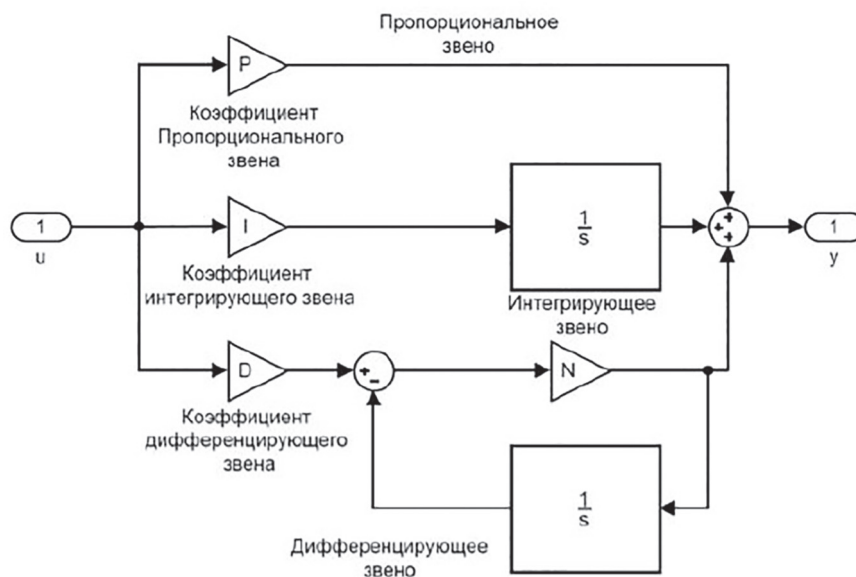 Пропорциональное
звено
P
Коэффициент
Пропорционального
звена
1
u
I
Коэффициент
интегрирующего звена
1
s
Интегрирующее
звено
+
+
+
1
y
D
Коэффициент
дифференцирующего
звена
+
−
N
1
s
Дифференцирующее
звено